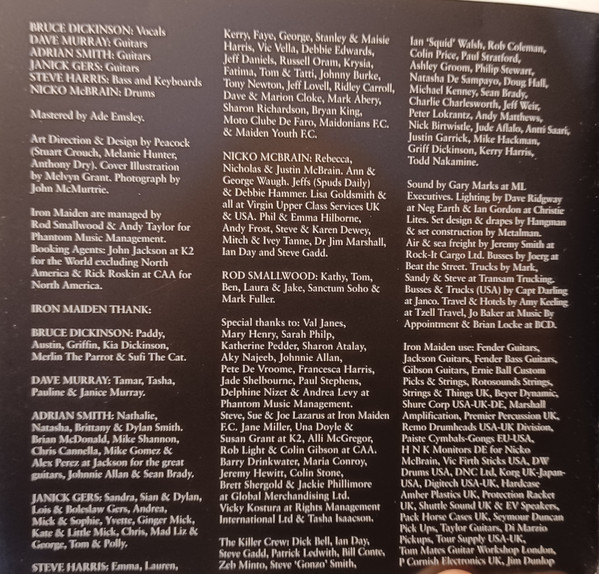 BRUCE DICKINSON: Vocals
DAVE MURRAY: Guitars
ADRIAN SMITH: Guitars
JANICK GERS: Guitars
STEVE HARRIS: Bass and Keyboards
NICKO McBRAIN: Drums
Mastered by Ade Emsley.
Art Direction & Design by Peacock
(Stuart Crouch, Melanie Hunter,
Anthony Dry). Cover Illustration
by Melvyn Grant. Photograph by
John McMurtrie.
Iron Maiden are managed by
Rod Smallwood & Andy Taylor for
Phantom Music Management.
Booking Agents: John Jackson at K2
for the World excluding North
America & Rick Roskin at CAA for
North America.
IRON MAIDEN THANK:
BRUCE DICKINSON: Paddy,
Austin, Griffin, Kia Dickinson,
Merlin The Parrot & Sufi The Cat.
DAVE MURRAY: Tamar, Tasha,
Pauline & Janice Murray.
ADRIAN SMITH: Nathalie,
Natasha, Brittany & Dylan Smith.
Brian McDonald, Mike Shannon,
Chris Cannella, Mike Gomez &
Alex Perez at Jackson for the great
guitars, Johnnie Allan & Sean Brady.
JANICK GERS: Sandra, Sian & Dylan,
Lois & Boleslaw Gers, Andrea,
Mick & Sophie, Yvette, Ginger Mick,
Kate & Little Mick, Chris, Mad Liz &
George, Tom & Polly.
STEVE HARRIS: Emma, Lauren,
Kerry, Faye, George, Stanley & Maisie
Harris, Vic Vella, Debbie Edwards,
Jeff Daniels, Russell Oram, Krysia,
Fatima, Tom & Tatti, Johnny Burke,
Tony Newton, Jeff Lovell, Ridley Carroll,
Dave & Marion Cloke, Mark Abery,
Sharon Richardson, Bryan King,
Moto Clube De Faro, Maidonians F.C.
& Maiden Youth F.C.
NICKO MCBRAIN: Rebecca,
Nicholas & Justin McBrain. Ann &
George Waugh. Jeffs (Spuds Daily)
& Debbie Hammer. Lisa Goldsmith &
all at Virgin Upper Class Services UK
& USA. Phil & Emma Hilborne,
Andy Frost, Steve & Karen Dewey,
Mitch & Ivey Tanne, Dr Jim Marshall,
Ian Day and Steve Gadd.
ROD SMALLWOOD: Kathy, Tom,
Ben, Laura & Jake, Sanctum Soho &
Mark Fuller.
Special thanks to: Val Janes,
Mary Henry, Sarah Philp,
Katherine Pedder, Sharon Atalay,
Aky Najeeb, Johnnie Allan,
Pete De Vroome, Francesca Harris,
Jade Shelbourne, Paul Stephens,
Delphine Nizet & Andrea Levy at
Phantom Music Management.
Steve, Sue & Joe Lazarus at Iron Maiden
F.C. Jane Miller, Una Doyle &
Susan Grant at K2, Alli McGregor,
Rob Light & Colin Gibson at CAA.
Barry Drinkwater, Maria Conroy,
Jeremy Hewitt, Colin Stone,
Brett Shergold & Jackie Phillimore
at Global Merchandising Ltd.
Vicky Kostura at Rights Management
International Ltd & Tasha Isaacson.
The Killer Crew: Dick Bell, Ian Day,
Steve Gadd, Patrick Ledwith, Bill Conte,
Zeb Minto, Steve 'Gonzo' Smith,
Ian 'Squid' Walsh, Rob Coleman,
Colin Price, Paul Stratford,
Ashley Groom, Philip Stewart,
Natasha De Sampayo, Doug Hall,
Michael Kenney, Sean Brady,
Charlie Charlesworth, Jeff Weir,
Peter Lokrantz, Andy Matthews,
Nick Birtwistle, Jude Aflalo, Antti Saari,
Justin Garrick, Mike Hackman,
Griff Dickinson, Kerry Harris,
Todd Nakamine.
Sound by Gary Marks at ML
Executives. Lighting by Dave Ridgway
at Neg Earth & Ian Gordon at Christie
Lites. Set design & drapes by Hangman
& set construction by Metalman.
Air & sea freight by Jeremy Smith at
Rock-It Cargo Ltd. Busses by Joerg at
Beat the Street. Trucks by Mark,
Sandy & Steve at Transam Trucking.
Busses & Trucks (USA) by Capt Darling
at Janco. Travel & Hotels by Amy Keeling
at Tzell Travel, Jo Baker at Music By
Appointment & Brian Locke at BCD.
Iron Maiden use: Fender Guitars,
Jackson Guitars, Fender Bass Guitars,
Gibson Guitars, Ernie Ball Custom
Picks & Strings, Rotosounds Strings,
Strings & Things UK, Beyer Dynamic,
Shure Corp USA-UK-DE, Marshall
Amplification, Premier Percussion UK,
Remo Drumheads USA-UK Division,
Paiste Cymbals-Gongs EU-USA,
H N K Monitors DE for Nicko
McBrain, Vic Firth Sticks USA, DW
Drums USA, DNC Ltd, Korg UK-Japan-
USA, Digitech USA-UK, Hardcase
Amber Plastics UK, Protection Racket
UK, Shuttle Sound UK & EV Speakers,
Pack Horse Cases UK, Seymour Duncan
Pick Ups, Taylor Guitars, Di Marzio
Pickups, Tour Supply USA-UK,
Tom Mates Guitar Workshop London,
P Cornish Electronics UK, Jim Dunlop